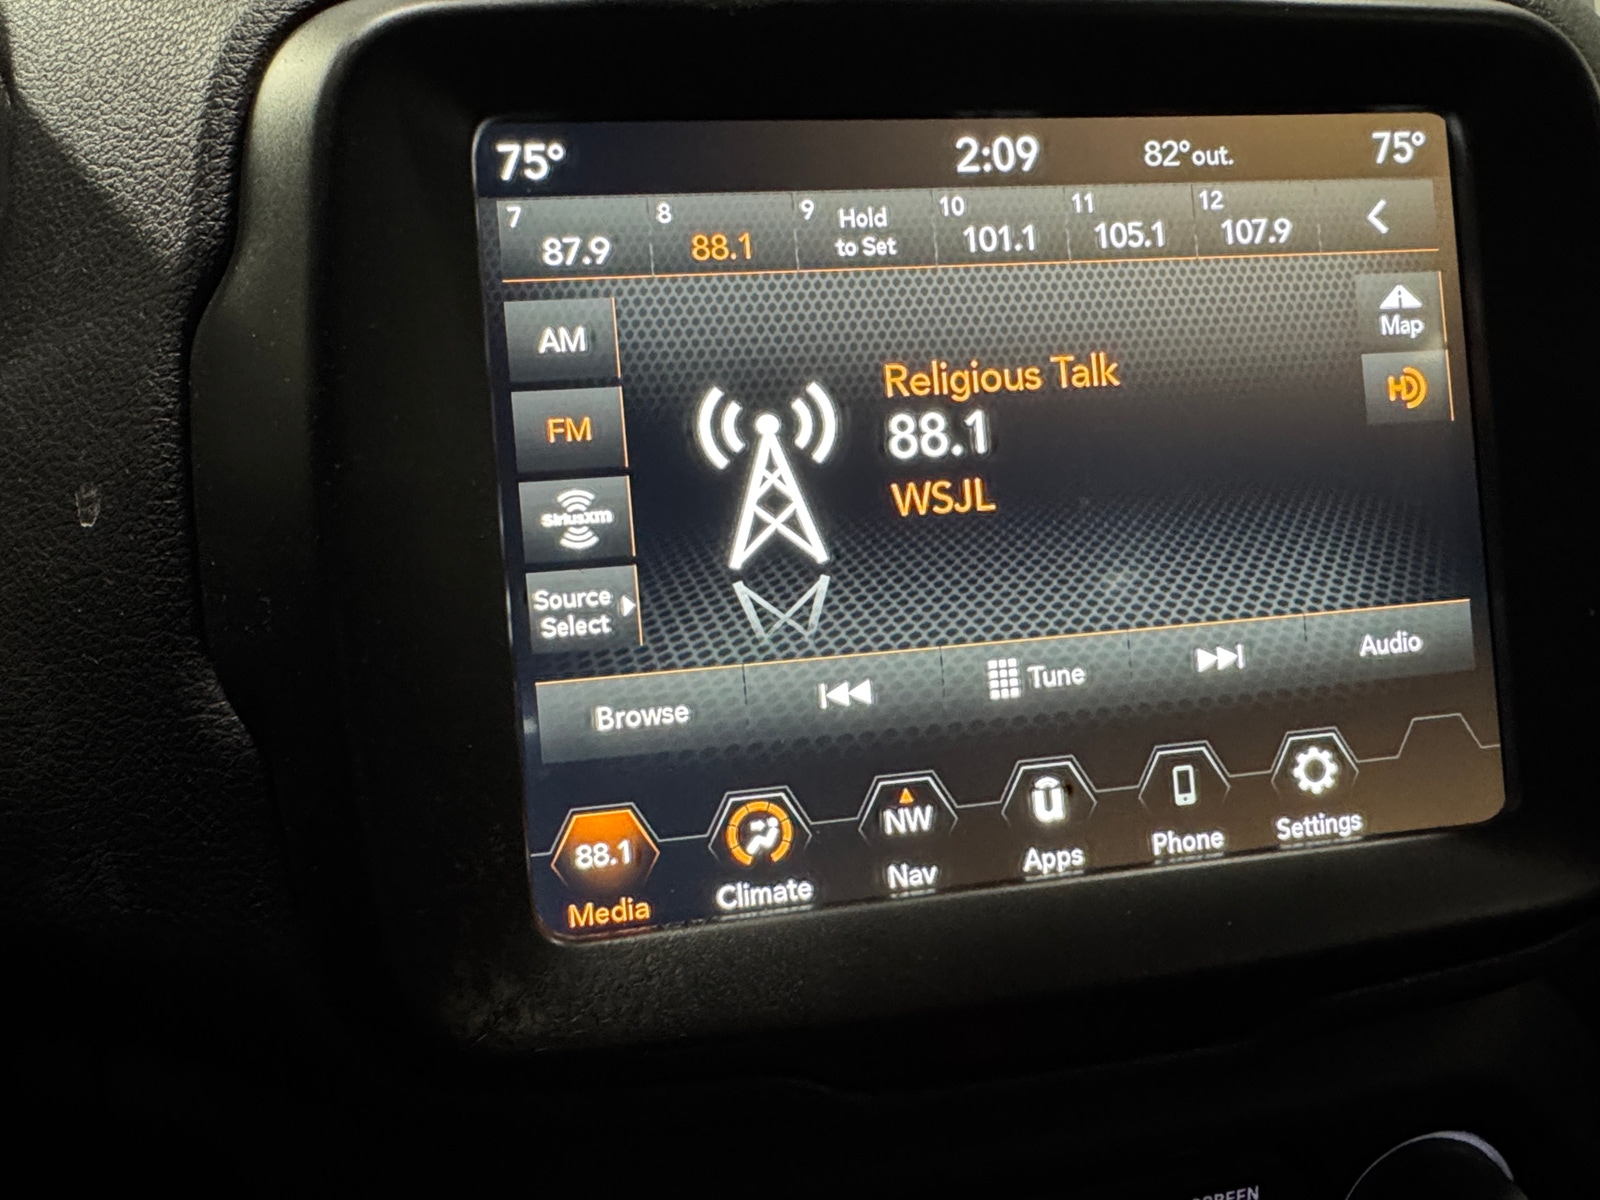 75° 2:09 82° out. 75°
7 87.9 8 88.1 9 Hold to Set 10 101.1 11 105.1 12 107.9
Map
AM
HD
Religious Talk
FM
88.1
WSJL
SiriusXM
Source
Select
Browse Tune Audio
88.1 NW u
Media Climate Nav Apps Phone Settings